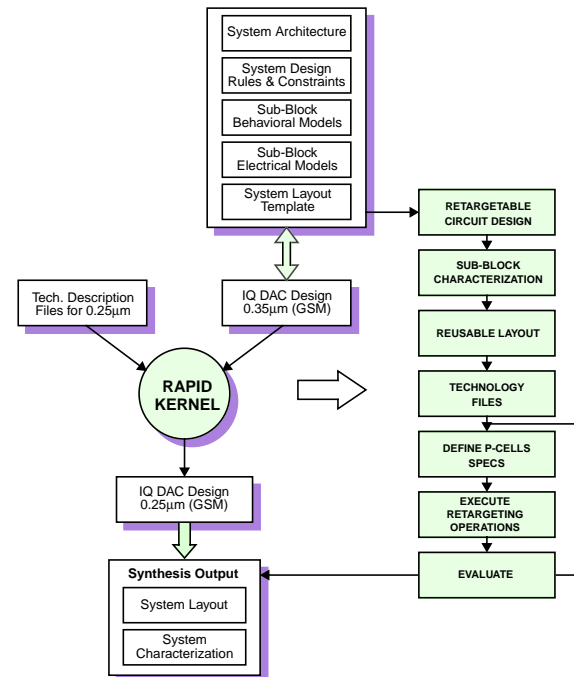 System Architecture
System Design
Rules & Constraints
Sub-Block
Behavioral Models
Sub-Block
Electrical Models
System Layout
Template
RETARGETABLE
CIRCUIT DESIGN
SUB-BLOCK
CHARACTERIZATION
Tech. Description
Files for 0.25μm
IQ DAC Design
0.35μm (GSM)
REUSABLE LAYOUT
RAPID
KERNEL
TECHNOLOGY
FILES
DEFINE P-CELLS
SPECS
IQ DAC Design
0.25μm (GSM)
EXECUTE
RETARGETING
OPERATIONS
Synthesis Output
EVALUATE
System Layout
System
Characterization